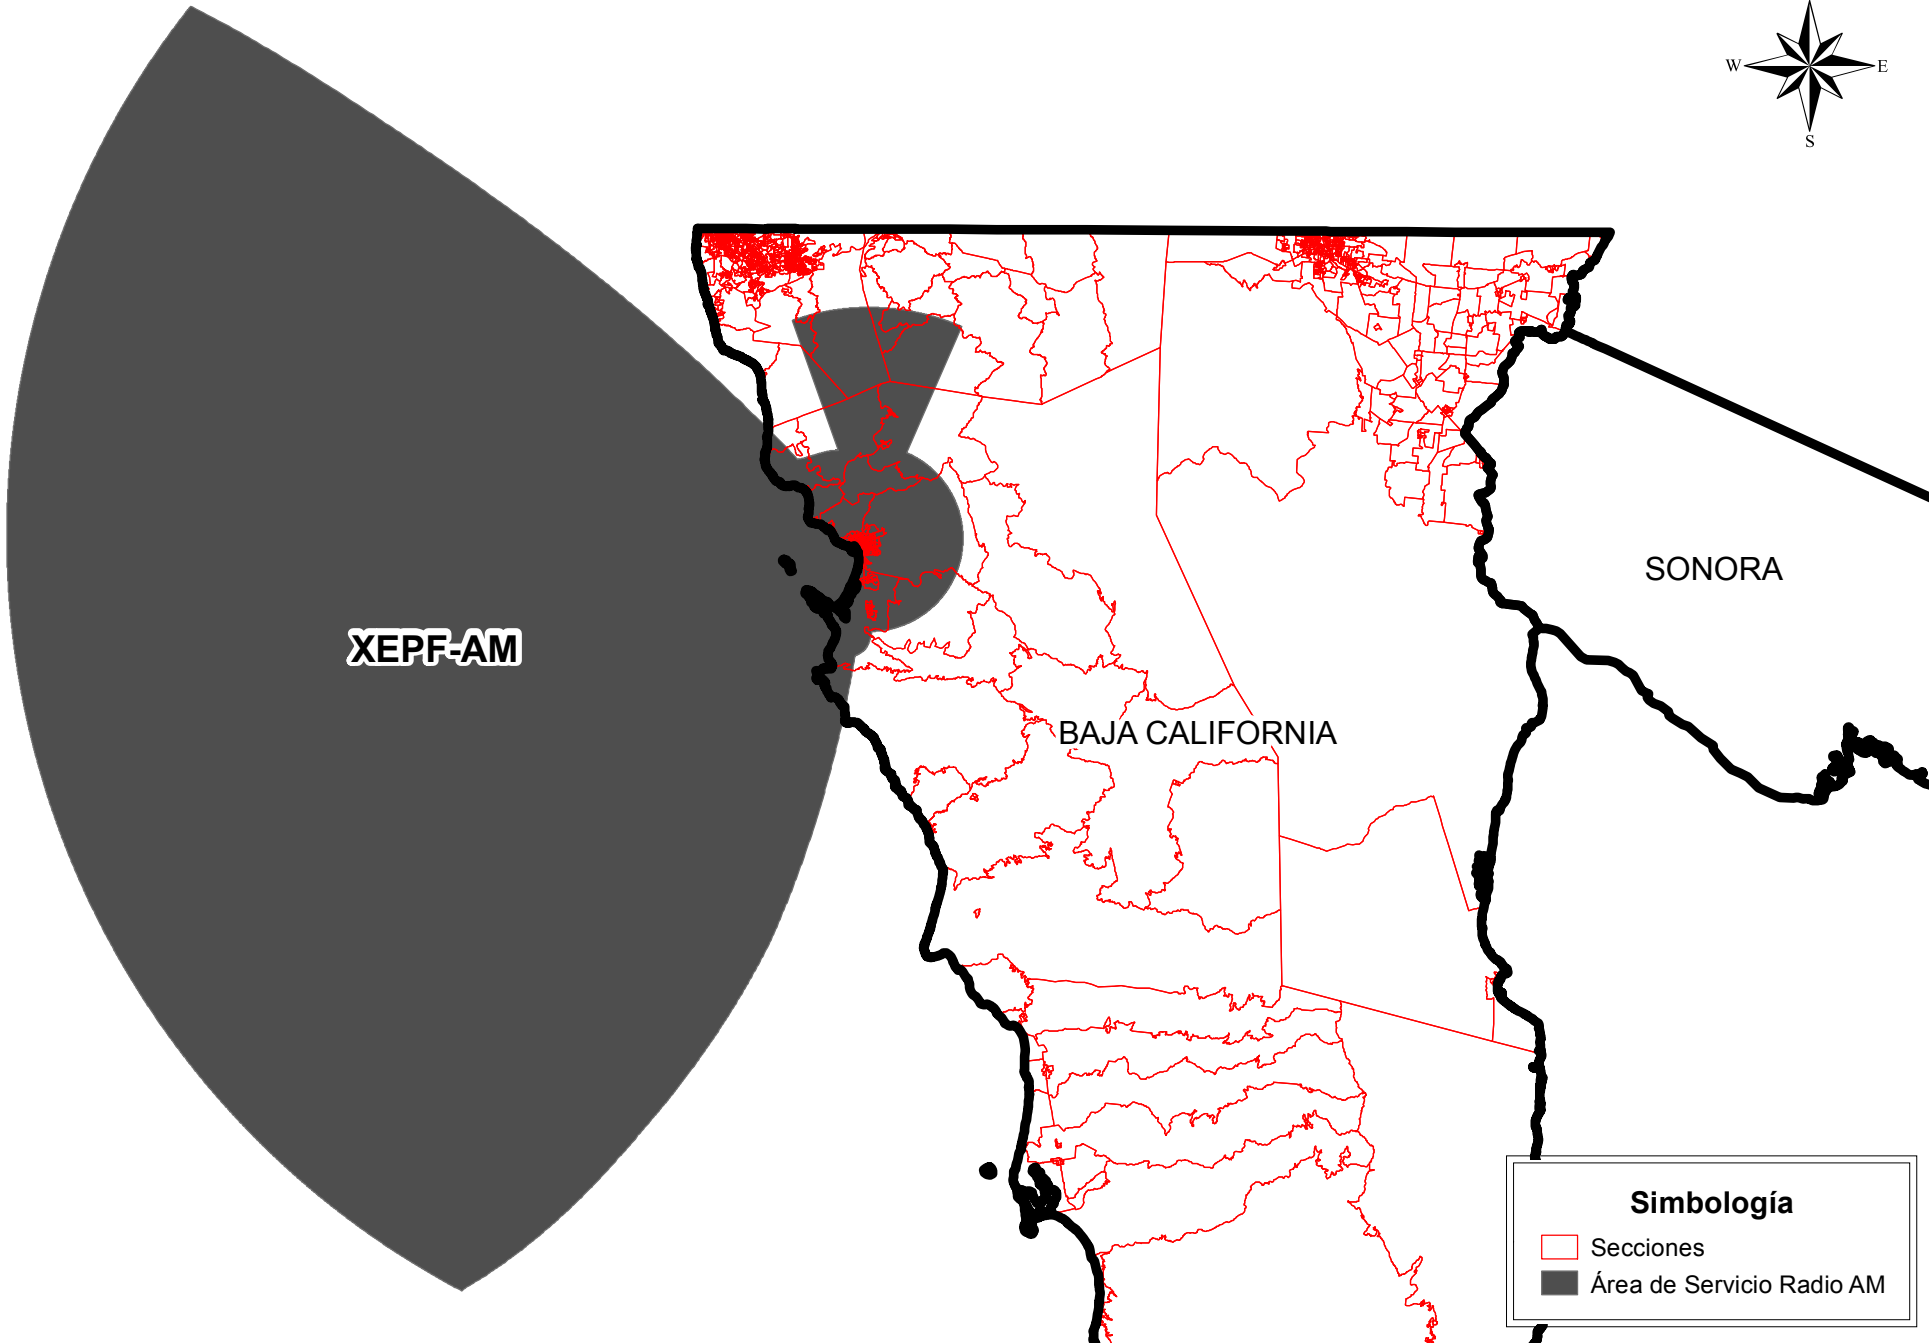 W
E
S
SONORA
XEPF-AM
BAJA CALIFORNIA
Simbología
Secciones
Área de Servicio Radio AM